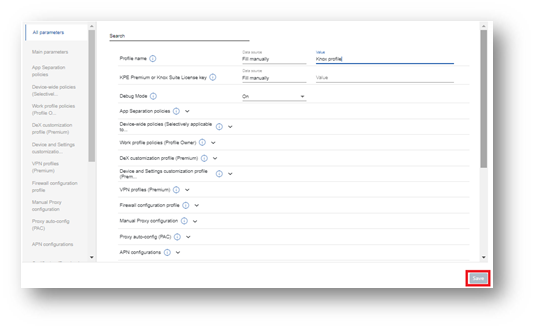 All parameters
Main parameters
App Separation
policies
Device-wide policies
(Selectivel...
Work profile policies
(Profile O...
DeX customization
profile (Premium)
Device and Settings
customizatio...
VPN profiles
(Premium)
Firewall configuration
profile
Manual Proxy
configuration
Proxy auto-config
(PAC)
APN configurations
Search
Profile name
Data source
Fill manually
Value
Knox profile
KPE Premium or Knox Suite License key
Data source
Fill manually
Value
Debug Mode
On
App Separation policies
Device-wide policies (Selectively applicable
to...
Work profile policies (Profile Owner)
DeX customization profile (Premium)
Device and Settings customization profile
(Prem...
VPN profiles (Premium)
Firewall configuration profile
Manual Proxy configuration
Proxy auto-config (PAC)
APN configurations
Save